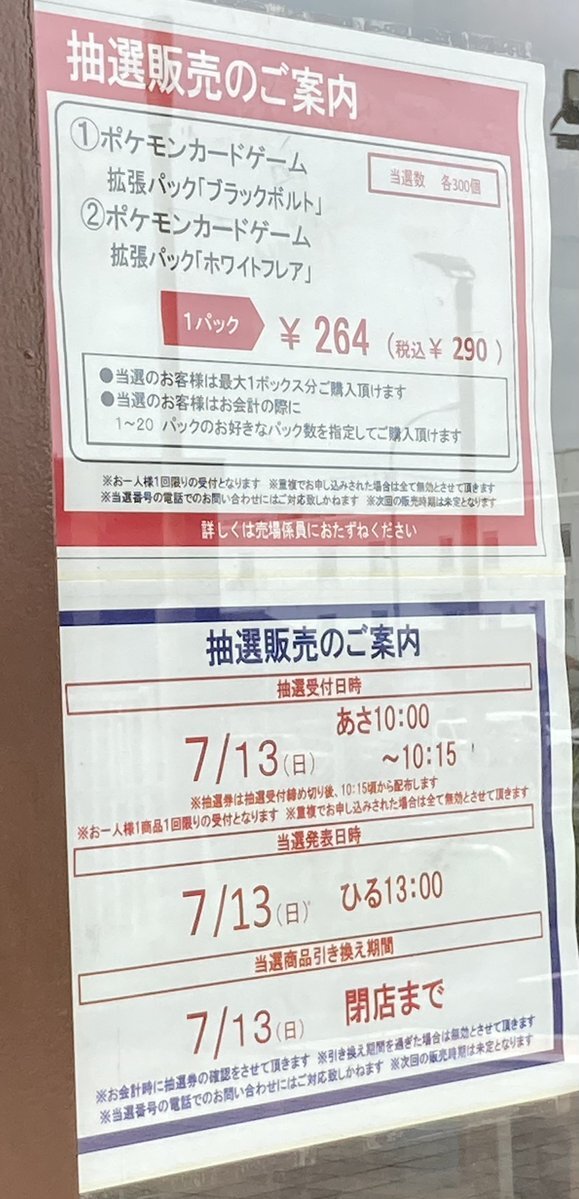 抽選販売のご案内
①ポケモンカードゲーム
拡張パック「ブラックボルト」
当選数 各300個
②ポケモンカードゲーム
拡張パック「ホワイトフレア」
1パック ¥264（税込¥290）
●当選のお客様は最大1ボックス分ご購入頂けます
●当選のお客様はお会計の際に
1~20 パックのお好きなパック数を指定してご購入頂けます
※お一人様1回限りの受付となります ※重複でお申し込みされた場合は全て無効とさせて頂きます
※当選番号の電話でのお問い合わせにはご対応致しかねます ※次回の販売時期は未定となります
詳しくは売場係員におたずねください
抽選販売のご案内
抽選受付日時
7/13(日) あさ10:00
~10:15
※抽選券は抽選受付締め切り後、10:15頃から配布します
※お一人様1商品1回限りの受付となります ※重複でお申し込みされた場合は全て無効とさせて頂きます
当選発表日時
7/13(日) ひる13:00
当選商品引き換え期間
7/13(日) 閉店まで
※お会計時に抽選券の確認をさせて頂きます ※引き換え期間を過ぎた場合は無効とさせて頂きます
※当選番号の電話でのお問い合わせにはご対応致しかねます ※次回の販売時期は未定となります